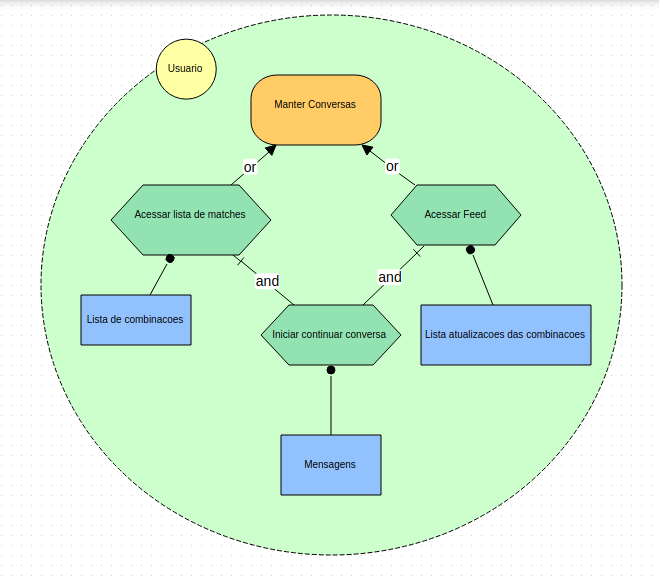 Usuario
Manter Conversas
or
or
Acessar lista de matches
Acessar Feed
and
and
Lista de combinacoes
Iniciar continuar conversa
Lista atualizacoes das combinacoes
Mensagens